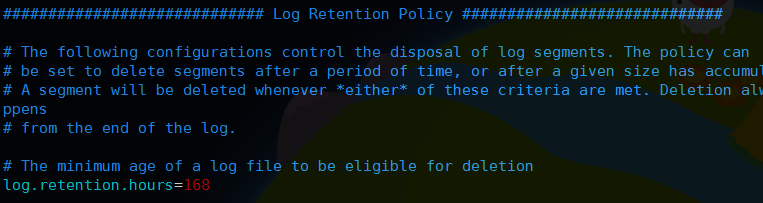 ############################# Log Retention Policy #############################
# The following configurations control the disposal of log segments. The policy can
# be set to delete segments after a period of time, or after a given size has accumul
# A segment will be deleted whenever *either* of these criteria are met. Deletion alw
ppens
# from the end of the log.
# The minimum age of a log file to be eligible for deletion
log.retention.hours=168